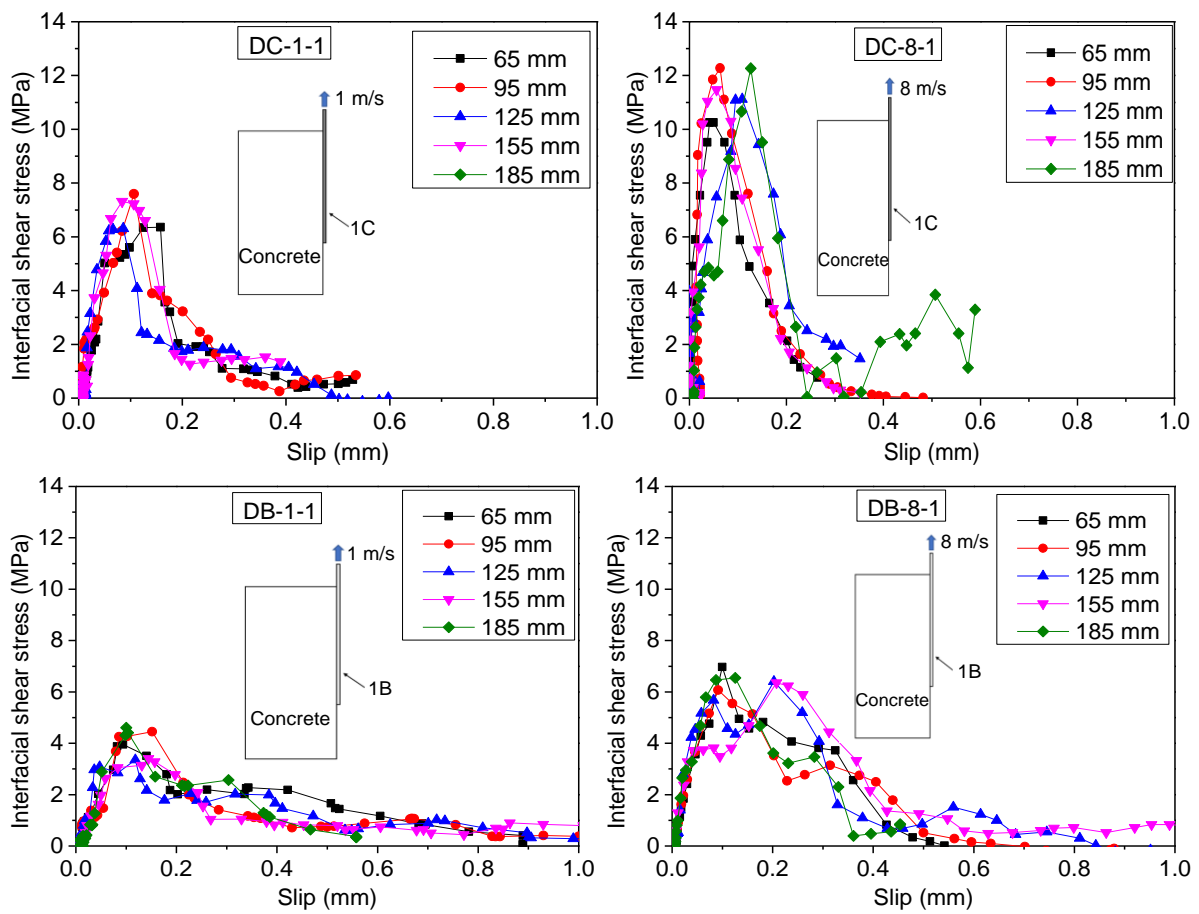 DC-1-1
65 mm
95 mm
125 mm
155 mm
185 mm
1 m/s
1C
Concrete
Interfacial shear stress (MPa)
0
2
4
6
8
10
12
14
0.0
0.2
0.4
0.6
0.8
1.0
Slip (mm)
DC-8-1
65 mm
95 mm
125 mm
155 mm
185 mm
8 m/s
1C
Concrete
Interfacial shear stress (MPa)
0
2
4
6
8
10
12
14
0.0
0.2
0.4
0.6
0.8
1.0
Slip (mm)
DB-1-1
65 mm
95 mm
125 mm
155 mm
185 mm
1 m/s
1B
Concrete
Interfacial shear stress (MPa)
0
2
4
6
8
10
12
14
0.0
0.2
0.4
0.6
0.8
1.0
Slip (mm)
DB-8-1
65 mm
95 mm
125 mm
155 mm
185 mm
8 m/s
1B
Concrete
Interfacial shear stress (MPa)
0
2
4
6
8
10
12
14
0.0
0.2
0.4
0.6
0.8
1.0
Slip (mm)